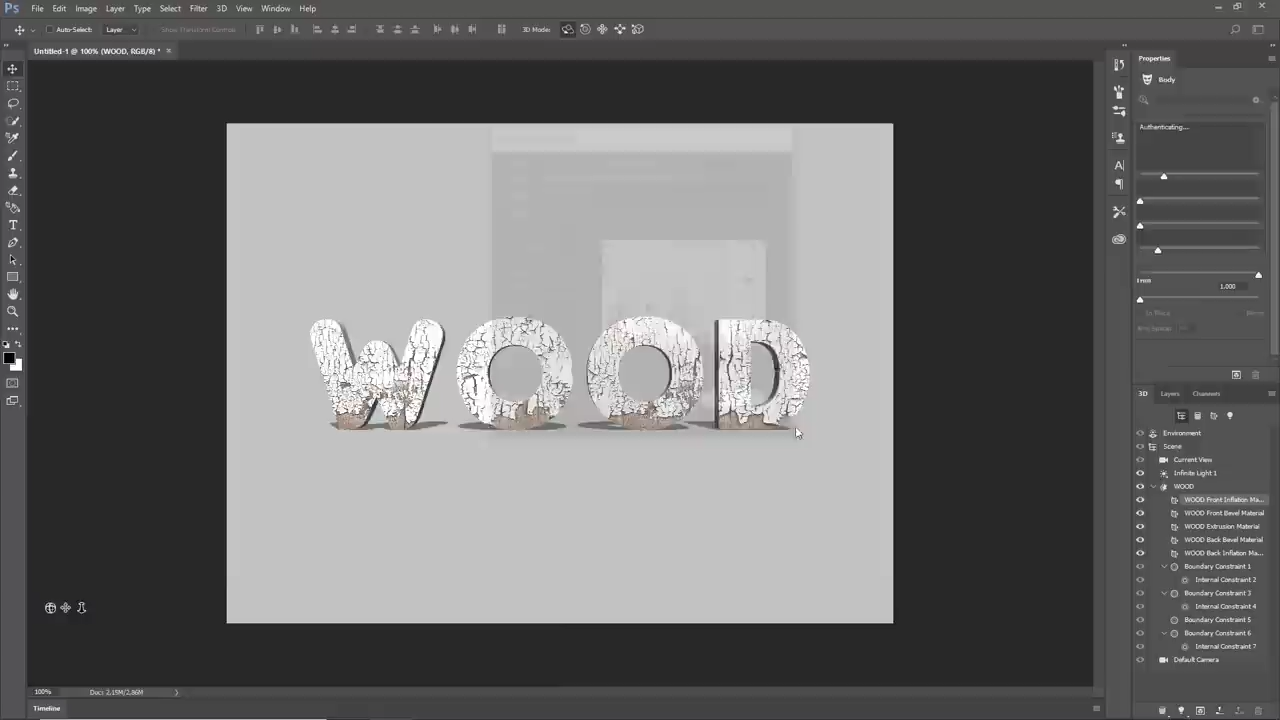 Ps File Edit Image Layer Type Select Filter 3D View Window Help
Auto-Select: Layer Show Transform Controls 3D Mode:
Untitled-1 @ 100% (WOOD, RGB/8) *
Properties
Body
Authenticating...
1.000
WOOD
3D Layers Channels
Environment
Scene
Current View
Infinite Light 1
WOOD
WOOD Front Inflation Ma...
WOOD Front Bevel Material
WOOD Extrusion Material
WOOD Back Bevel Material
WOOD Back Inflation Ma...
Boundary Constraint 1
Internal Constraint 2
Boundary Constraint 3
Internal Constraint 4
Boundary Constraint 5
Boundary Constraint 6
Internal Constraint 7
Default Camera
100% Doc: 2.15M/2.86M
Timeline